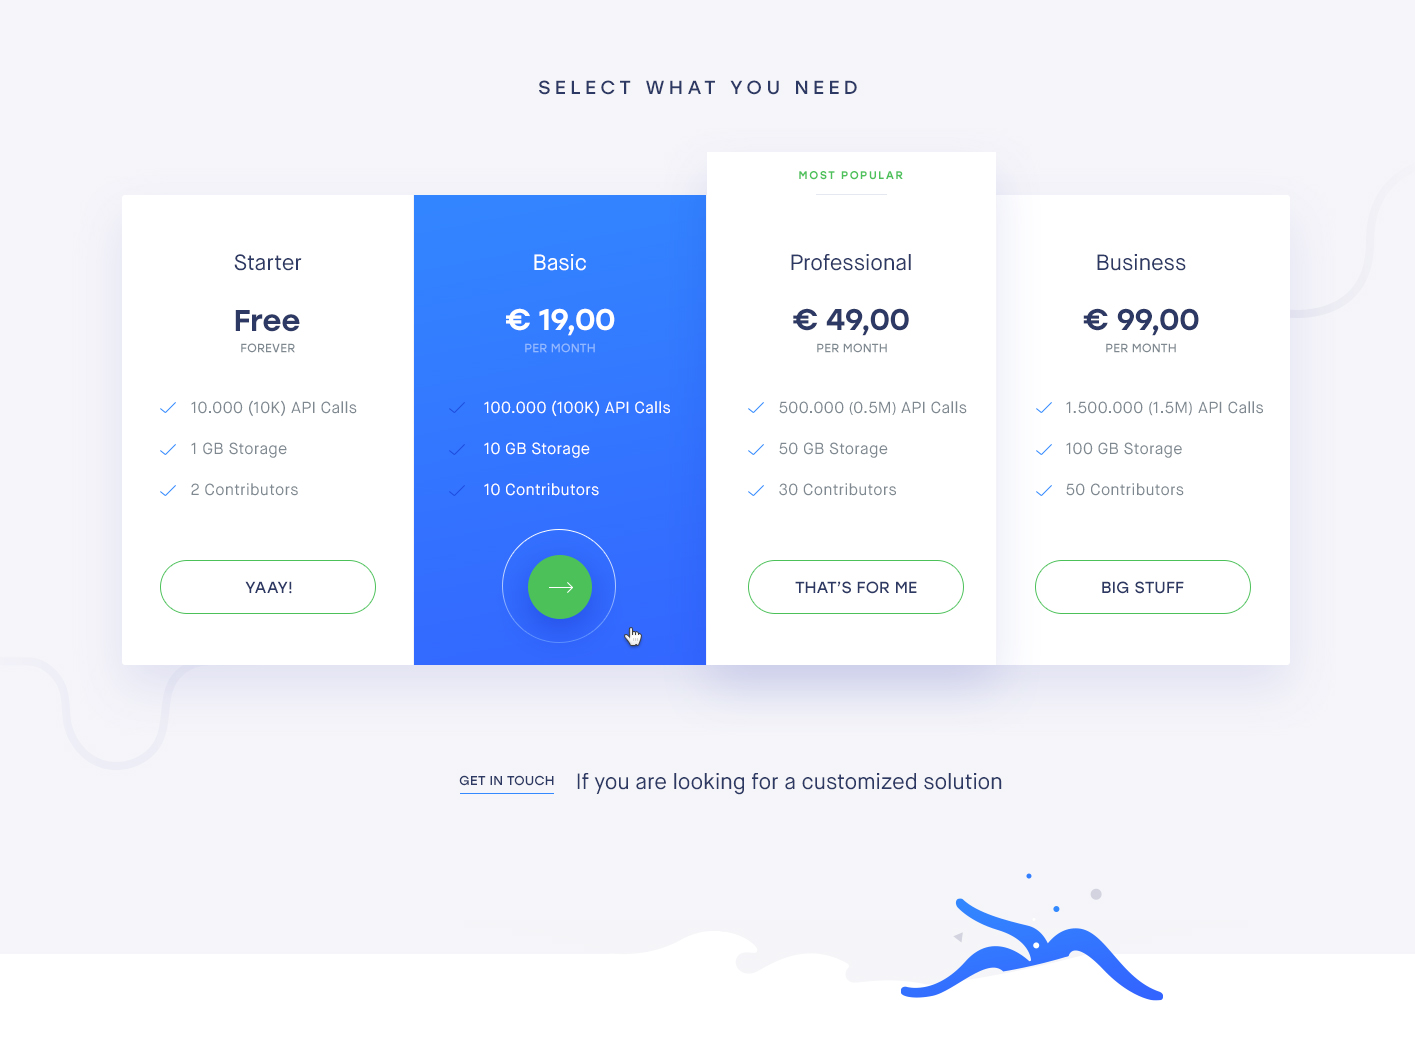 SELECT WHAT YOU NEED
Starter
Free
FOREVER
10.000 (10K) API Calls
1 GB Storage
2 Contributors
YAAY!
Basic
€ 19,00
PER MONTH
100.000 (100K) API Calls
10 GB Storage
10 Contributors
MOST POPULAR
Professional
€ 49,00
PER MONTH
500.000 (0.5M) API Calls
50 GB Storage
30 Contributors
THAT’S FOR ME
Business
€ 99,00
PER MONTH
1.500.000 (1.5M) API Calls
100 GB Storage
50 Contributors
BIG STUFF
GET IN TOUCH If you are looking for a customized solution